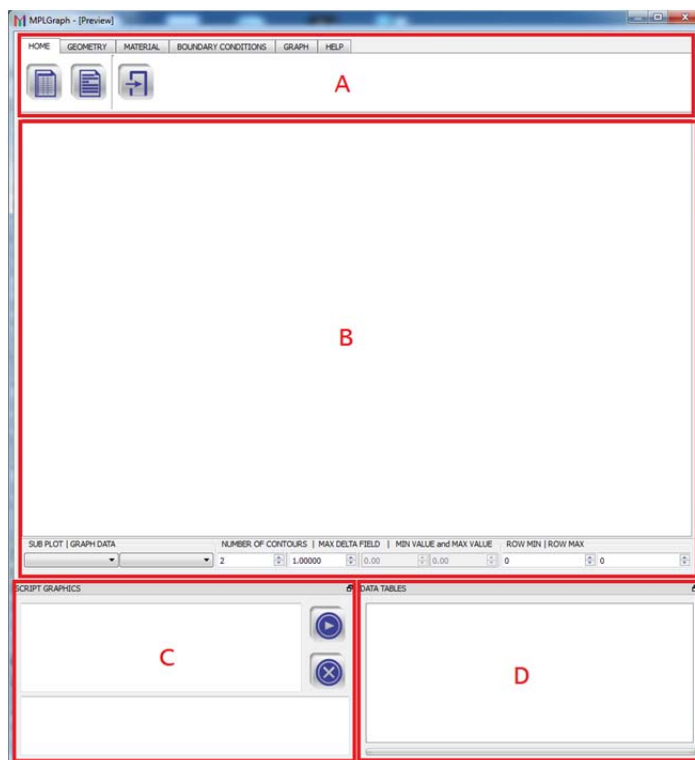 MPLGraph - [Preview]
HOME GEOMETRY MATERIAL BOUNDARY CONDITIONS GRAPH HELP
A
B
SUB PLOT | GRAPH DATA NUMBER OF CONTOURS | MAX DELTA FIELD | MIN VALUE and MAX VALUE ROW MIN | ROW MAX
2 1.00000 0.00 0.00 0 0
SCRIPT GRAPHICS DATA TABLES
C
D